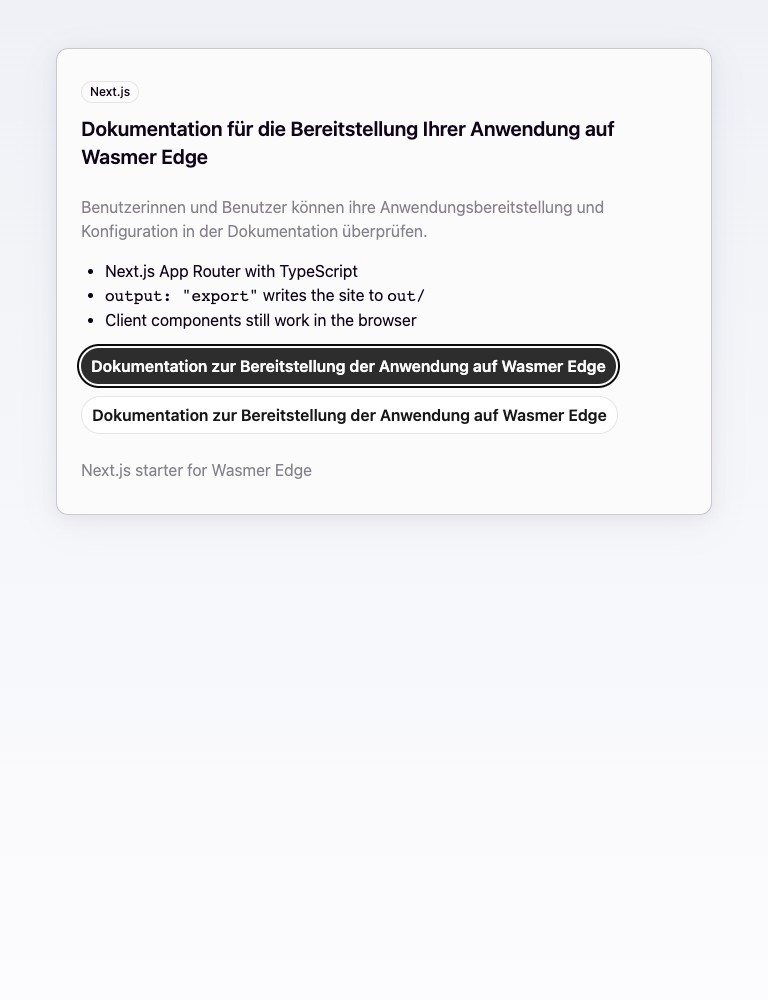 Next.js
Dokumentation für die Bereitstellung Ihrer Anwendung auf
Wasmer Edge
Benutzerinnen und Benutzer können ihre Anwendungsbereitstellung und
Konfiguration in der Dokumentation überprüfen.
• Next.js App Router with TypeScript
• output: "export" writes the site to out/
• Client components still work in the browser
Dokumentation zur Bereitstellung der Anwendung auf Wasmer Edge
Dokumentation zur Bereitstellung der Anwendung auf Wasmer Edge
Next.js starter for Wasmer Edge